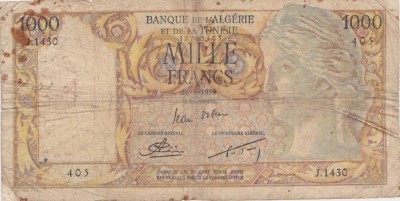 1000
BANQUE DE L'ALGÉRIE
ET DE LA TUNISIE
1000
J.1430
405
MILLE
FRANCS
1954
LE CAISSIER GÉNÉRAL,
LE SECRÉTAIRE GÉNÉRAL,
405
J.1430